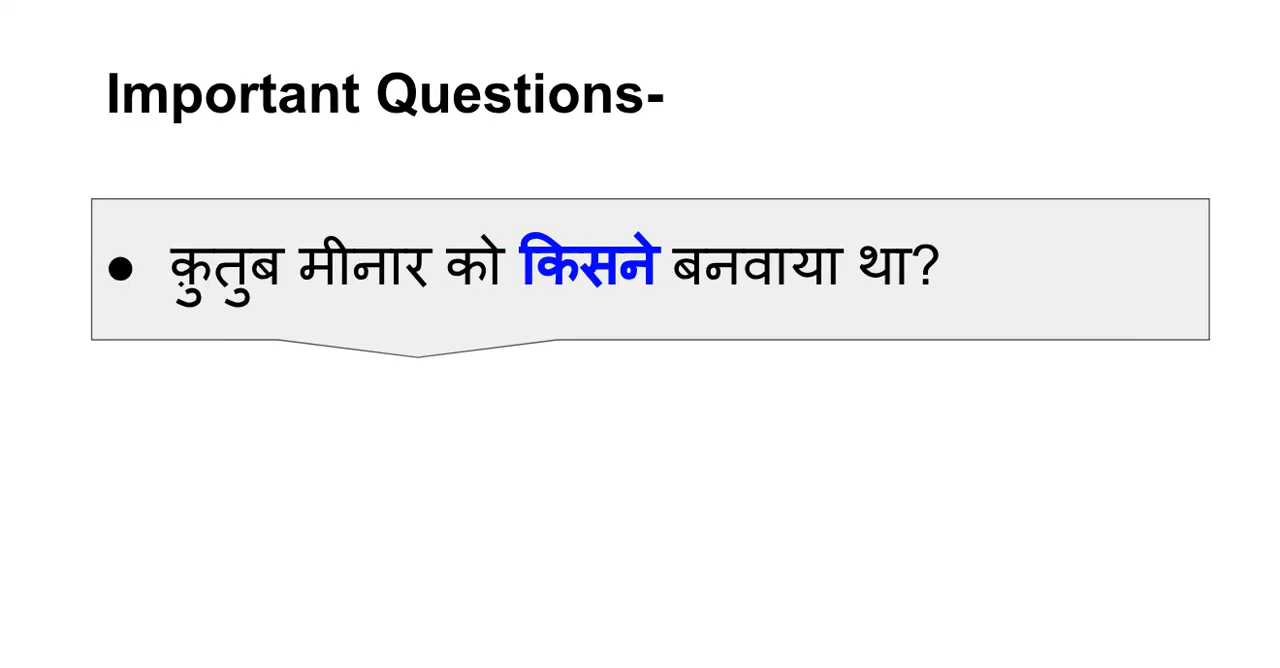 Important Questions-
● क़ुतुब मीनार को किसने बनवाया था?